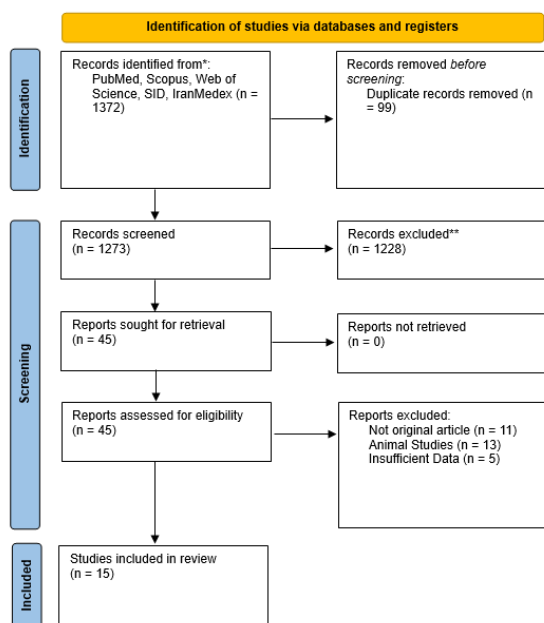 Identification of studies via databases and registers
Identification
Records identified from*:
PubMed, Scopus, Web of
Science, SID, IranMedex (n =
1372)
Records removed before
screening:
Duplicate records removed (n
= 99)
Screening
Records screened
(n = 1273)
Records excluded**
(n = 1228)
Reports sought for retrieval
(n = 45)
Reports not retrieved
(n = 0)
Reports assessed for eligibility
(n = 45)
Reports excluded:
Not original article (n = 11)
Animal Studies (n = 13)
Insufficient Data (n = 5)
Included
Studies included in review
(n = 15)